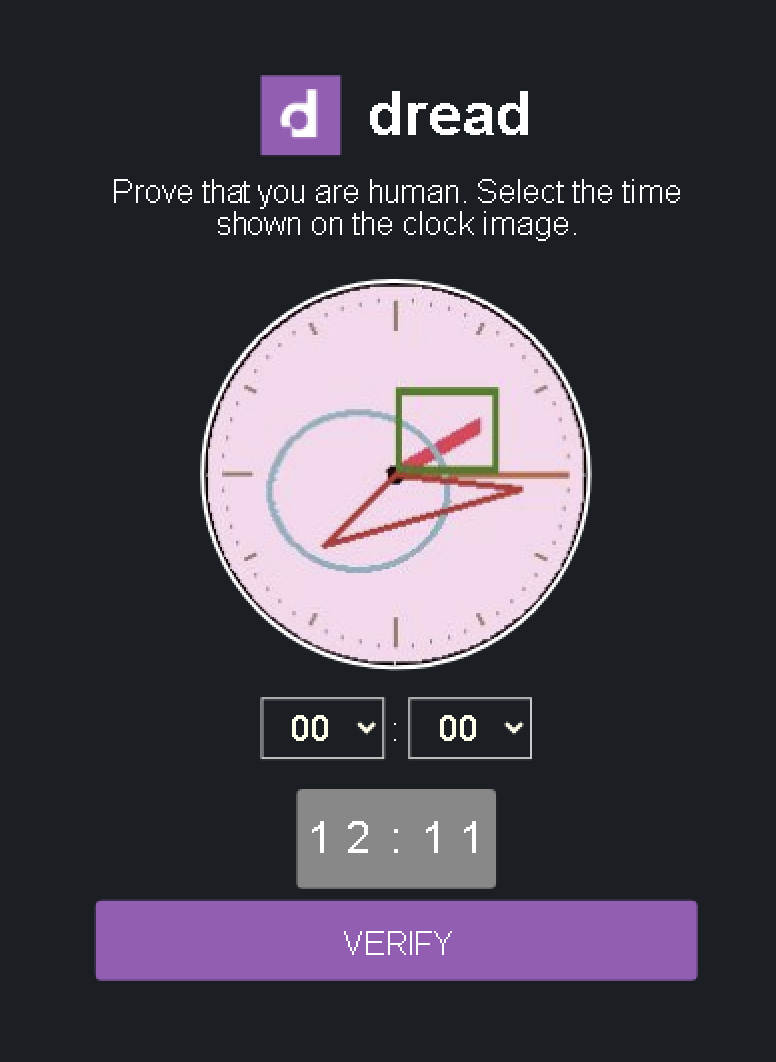 d dread
Prove that you are human. Select the time
shown on the clock image.
00 : 00
12:11
VERIFY